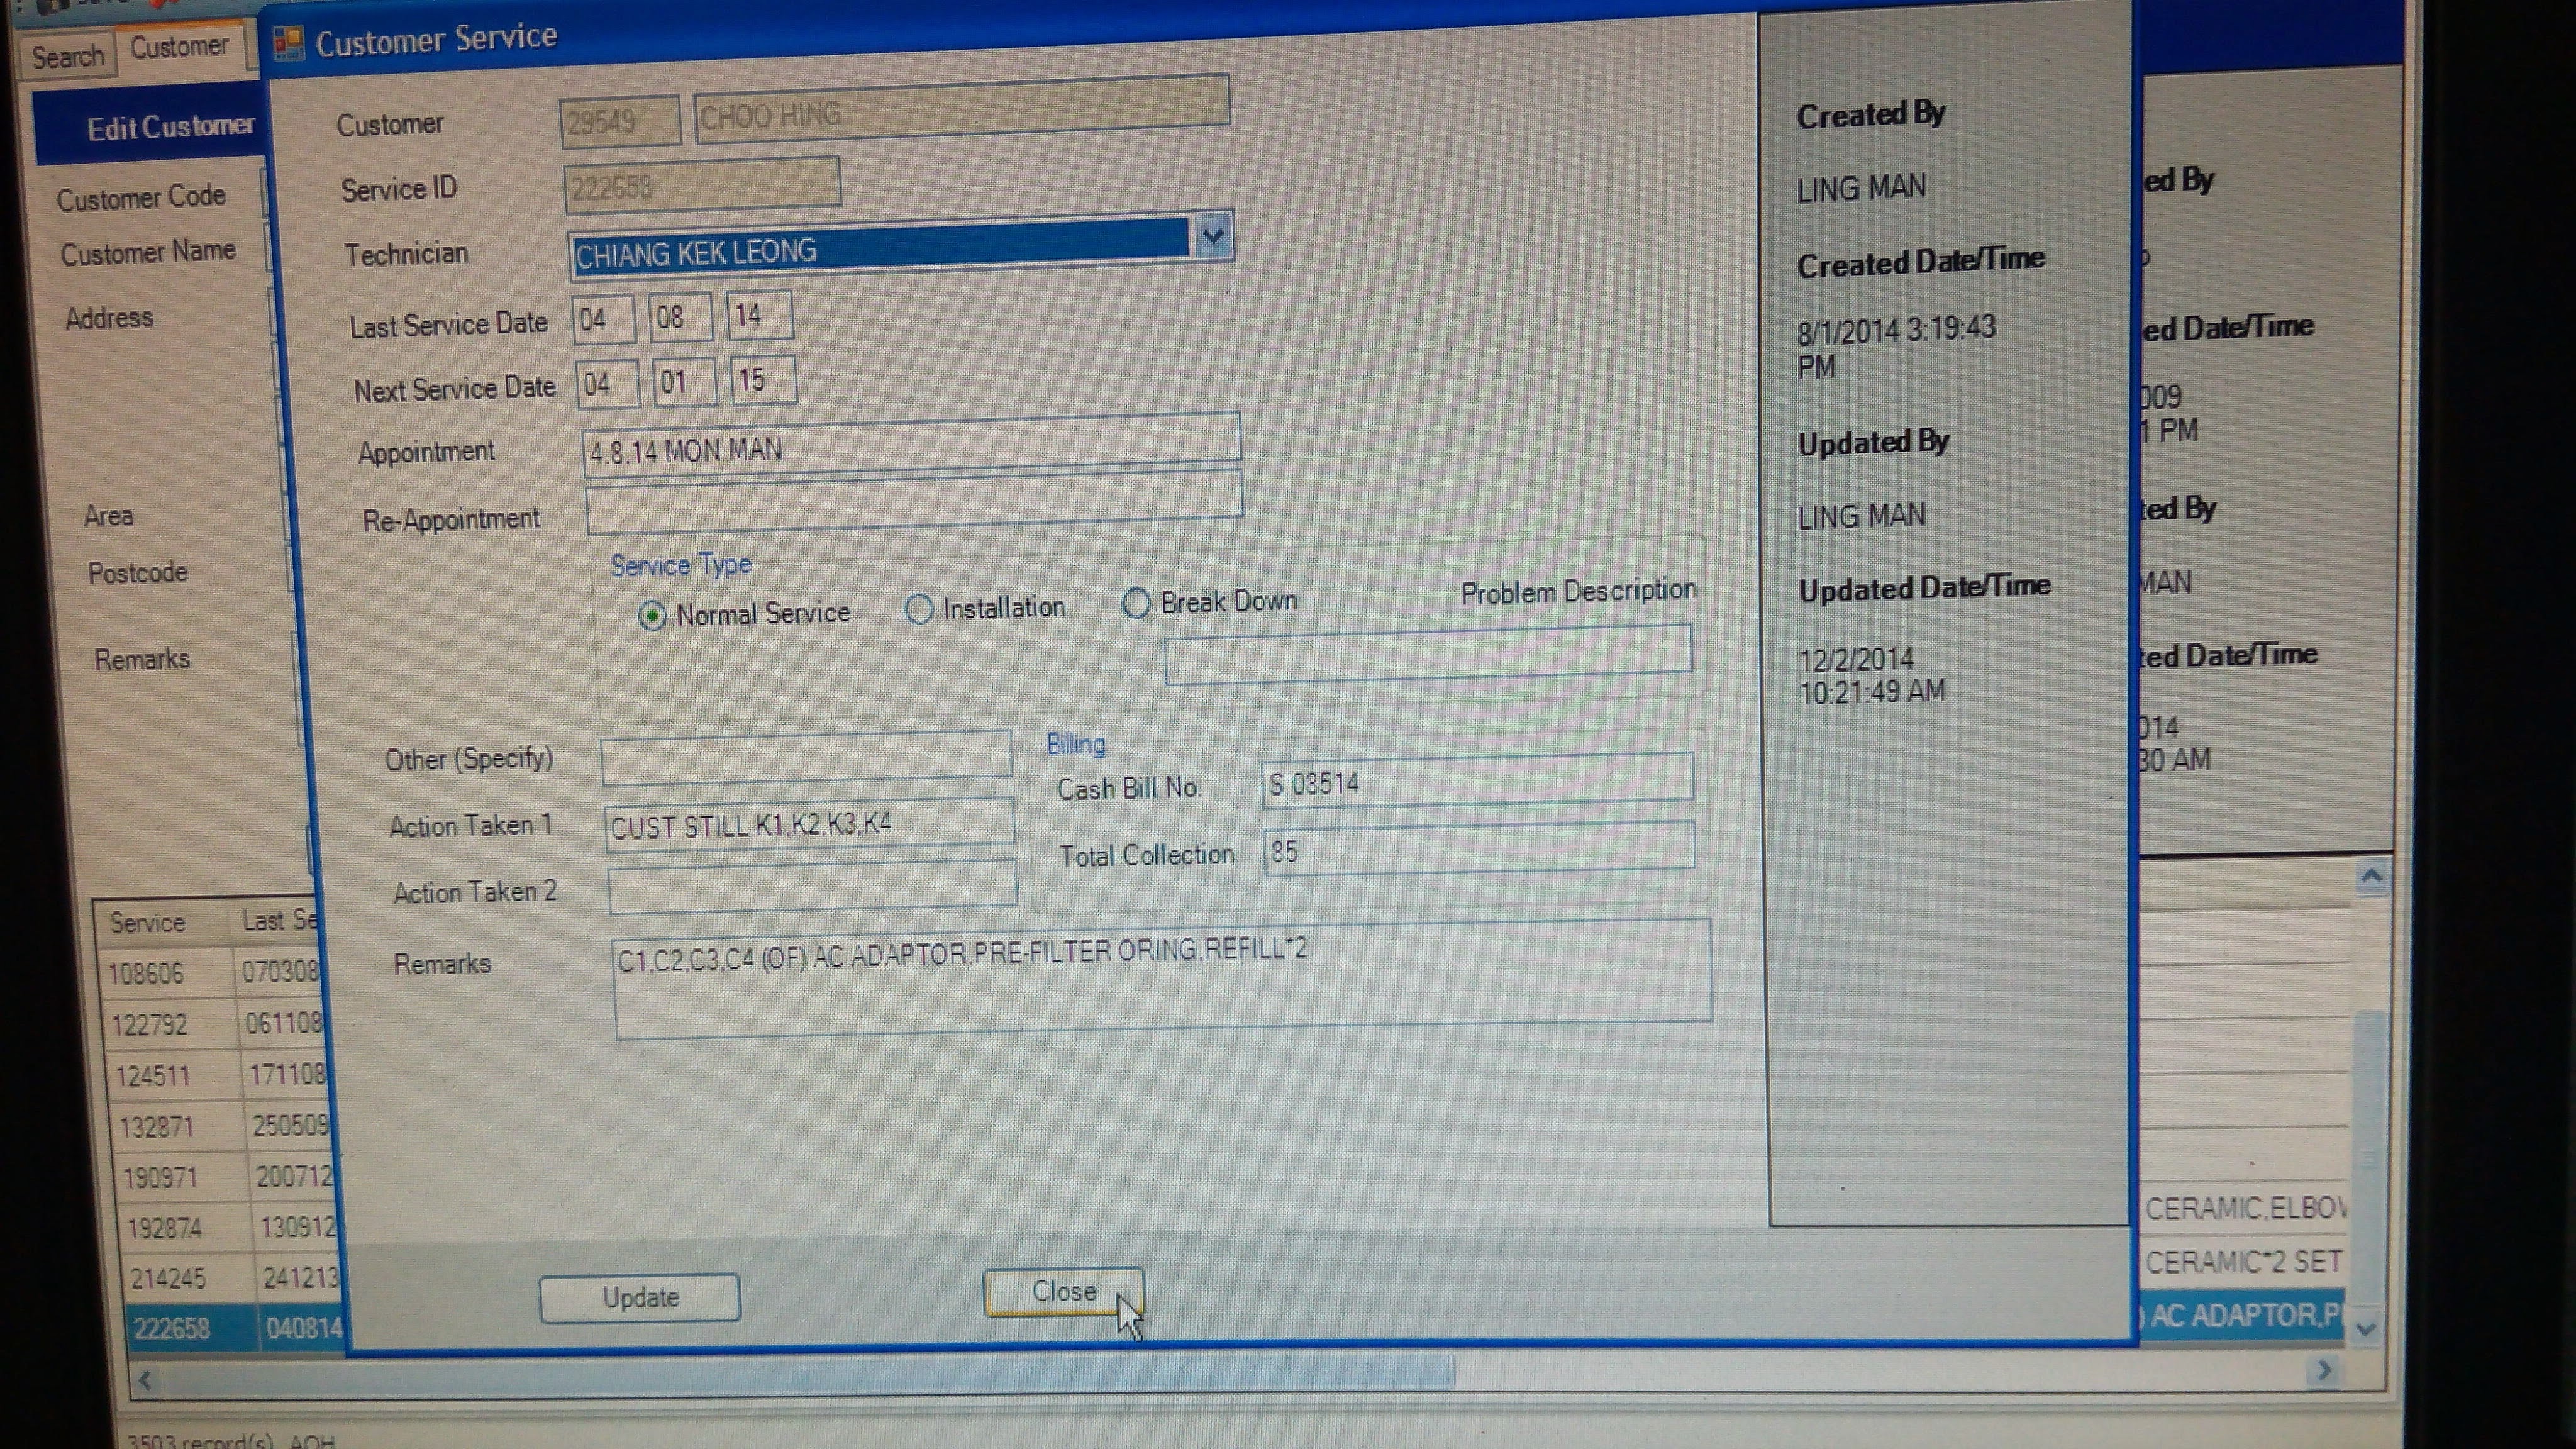 Search
Customer
Customer Service
Edit Customer
Customer Code
Customer Name
Address
Area
Postcode
Remarks
Customer 29549 CHOO HING
Service ID 222658
Technician CHIANG KEK LEONG
Last Service Date 04 08 14
Next Service Date 04 01 15
Appointment 4.8.14 MON MAN
Re-Appointment
Service Type
Normal Service Installation Break Down Problem Description
Other (Specify)
Action Taken 1 CUST STILL K1,K2,K3,K4
Action Taken 2
Billing
Cash Bill No. S 08514
Total Collection 85
Remarks C1,C2,C3,C4 (OF) AC ADAPTOR,PRE-FILTER ORING,REFILL*2
Update Close
Created By
LING MAN
Created Date/Time
8/1/2014 3:19:43
PM
Updated By
LING MAN
Updated Date/Time
12/2/2014
10:21:49 AM
ed By
ed Date/Time
009
1 PM
ted By
MAN
ted Date/Time
014
30 AM
Service Last Se
108606 070308
122792 061108
124511 171108
132871 250509
190971 200712
192874 130912 CERAMIC,ELBOW
214245 241213 CERAMIC*2 SET
222658 040814 ) AC ADAPTOR,P
3503 record(s) AOH